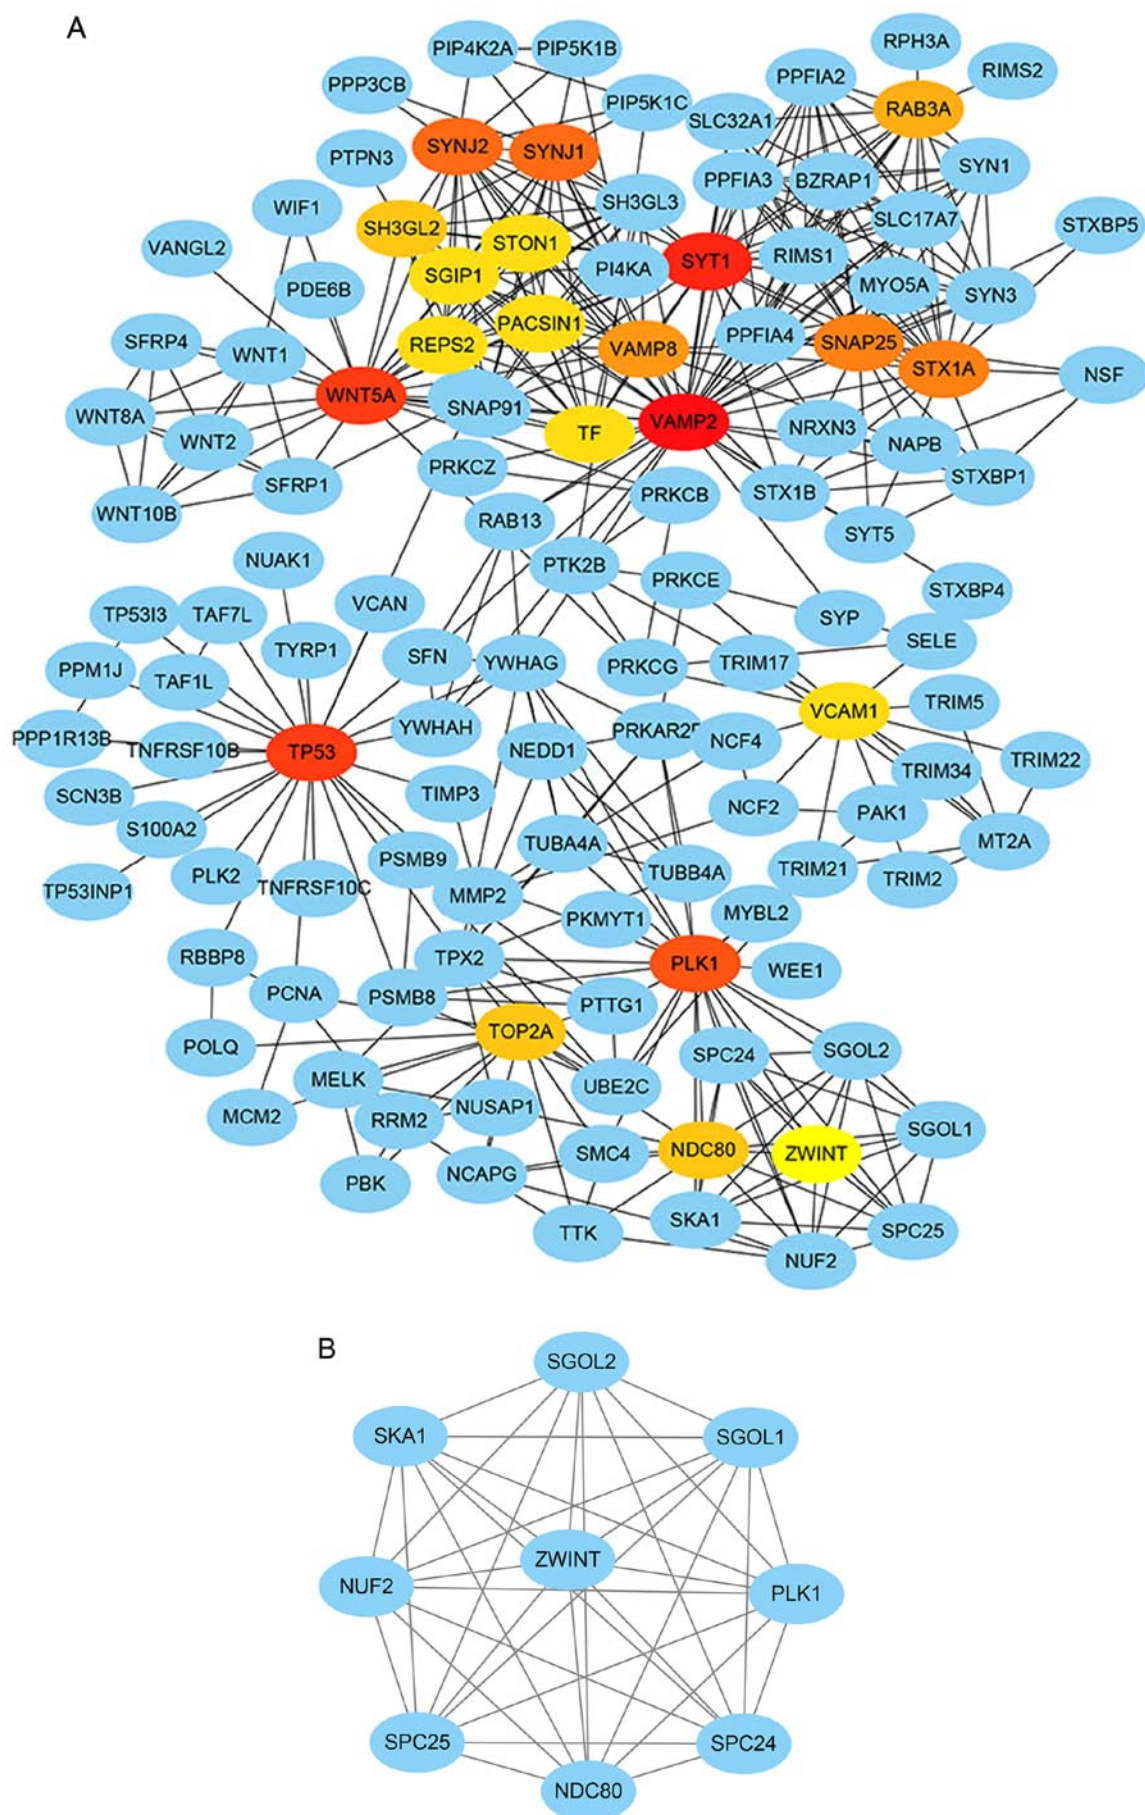 A
PIP4K2A
PIP5K1B
RPH3A
PPP3CB
PIP5K1C
PPFIA2
RIMS2
RAB3A
SLC32A1
SYNJ2
SYNJ1
PTPN3
PPFIA3
BZRAP1
SYN1
WIF1
SH3GL3
SLC17A7
SH3GL2
STON1
STXBP5
VANGL2
SYT1
RIMS1
PI4KA
SGIP1
MYO5A
PDE6B
SYN3
PACSIN1
PPFIA4
SFRP4
WNT1
REPS2
VAMP8
SNAP25
STX1A
NSF
WNT5A
SNAP91
WNT8A
VAMP2
NRXN3
TF
WNT2
NAPB
PRKCZ
STXBP1
SFRP1
STX1B
PRKCB
WNT10B
RAB13
SYT5
NUAK1
PTK2B
PRKCE
STXBP4
VCAN
TP53I3
TAF7L
SYP
SELE
TYRP1
SFN
YWHAG
PRKCG
TRIM17
PPM1J
TAF1L
TRIM5
VCAM1
YWHAH
PPP1R13B
TNFRSF10B
TP53
NEDD1
NCF4
TRIM22
TRIM34
TIMP3
SCN3B
NCF2
PAK1
S100A2
TUBA4A
MT2A
PSMB9
PLK2
TNFRSF10C
TUBB4A
TRIM21
TRIM2
TP53INP1
MMP2
PKMYT1
MYBL2
RBBP8
TPX2
PLK1
WEE1
PCNA
PSMB8
PTTG1
TOP2A
POLQ
SPC24
SGOL2
MELK
UBE2C
MCM2
RRM2
NUSAP1
SGOL1
NDC80
ZWINT
SMC4
PBK
NCAPG
SKA1
SPC25
TTK
NUF2
B
SGOL2
SKA1
SGOL1
ZWINT
NUF2
PLK1
SPC25
SPC24
NDC80